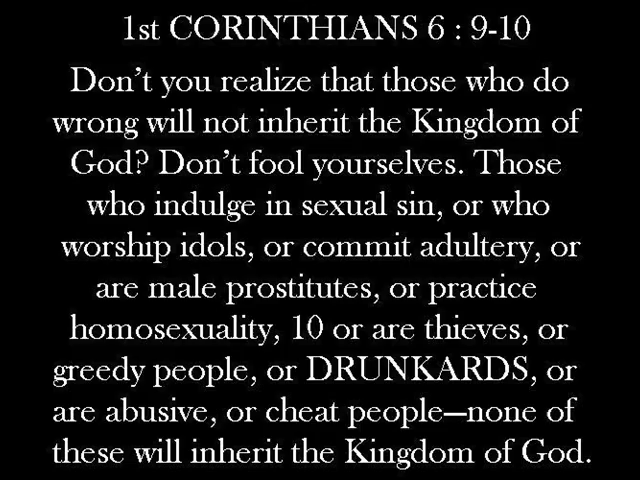 1st CORINTHIANS 6 : 9-10
Don't you realize that those who do
wrong will not inherit the Kingdom of
God? Don't fool yourselves. Those
who indulge in sexual sin, or who
worship idols, or commit adultery, or
are male prostitutes, or practice
homosexuality, 10 or are thieves, or
greedy people, or DRUNKARDS, or
are abusive, or cheat people—none of
these will inherit the Kingdom of God.